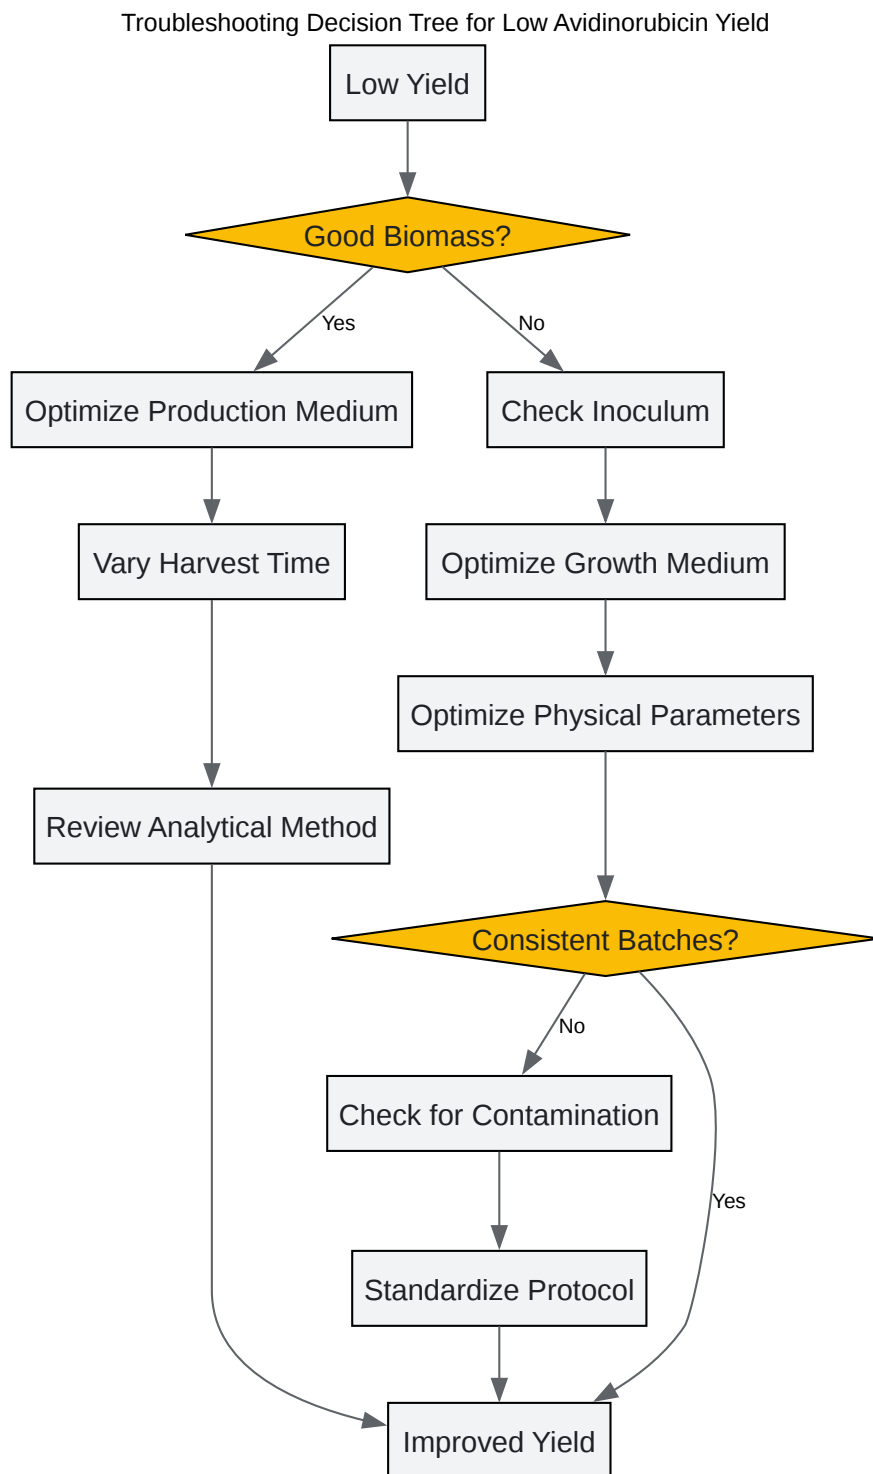 Troubleshooting Decision Tree for Low Avidinorubicin Yield
Low Yield
Good Biomass?
Yes
No
Optimize Production Medium
Check Inoculum
Vary Harvest Time
Optimize Growth Medium
Optimize Physical Parameters
Review Analytical Method
Consistent Batches?
No
Check for Contamination
Yes
Standardize Protocol
Improved Yield